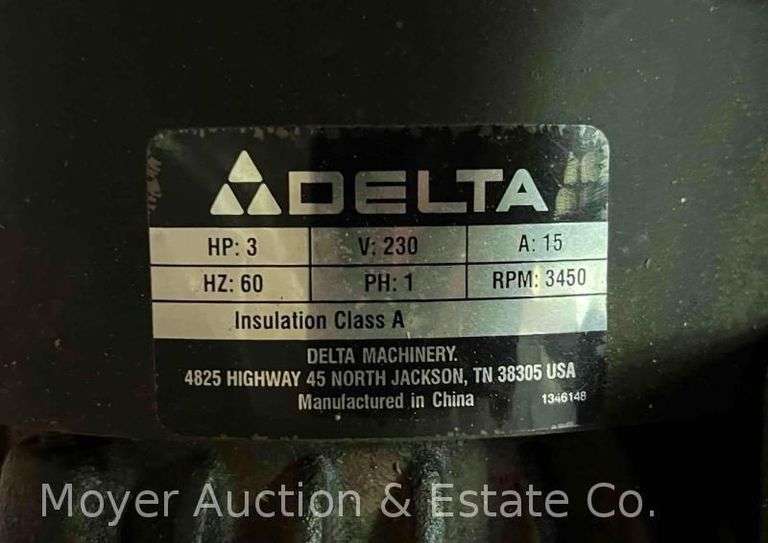 DELTA
HP: 3 V: 230 A: 15
HZ: 60 PH: 1 RPM: 3450
Insulation Class A
DELTA MACHINERY.
4825 HIGHWAY 45 NORTH JACKSON, TN 38305 USA
Manufactured in China 1346148
Moyer Auction & Estate Co.